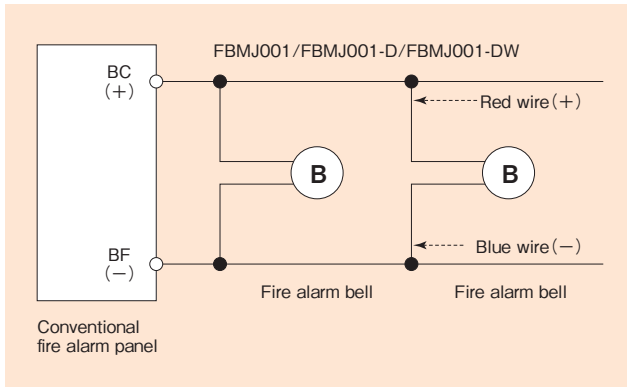 FBMJ001/FBMJ001-D/FBMJ001-DW
BC
(+)
Red wire(+)
B
B
BF
(−)
Blue wire(−)
Fire alarm bell
Fire alarm bell
Conventional
fire alarm panel